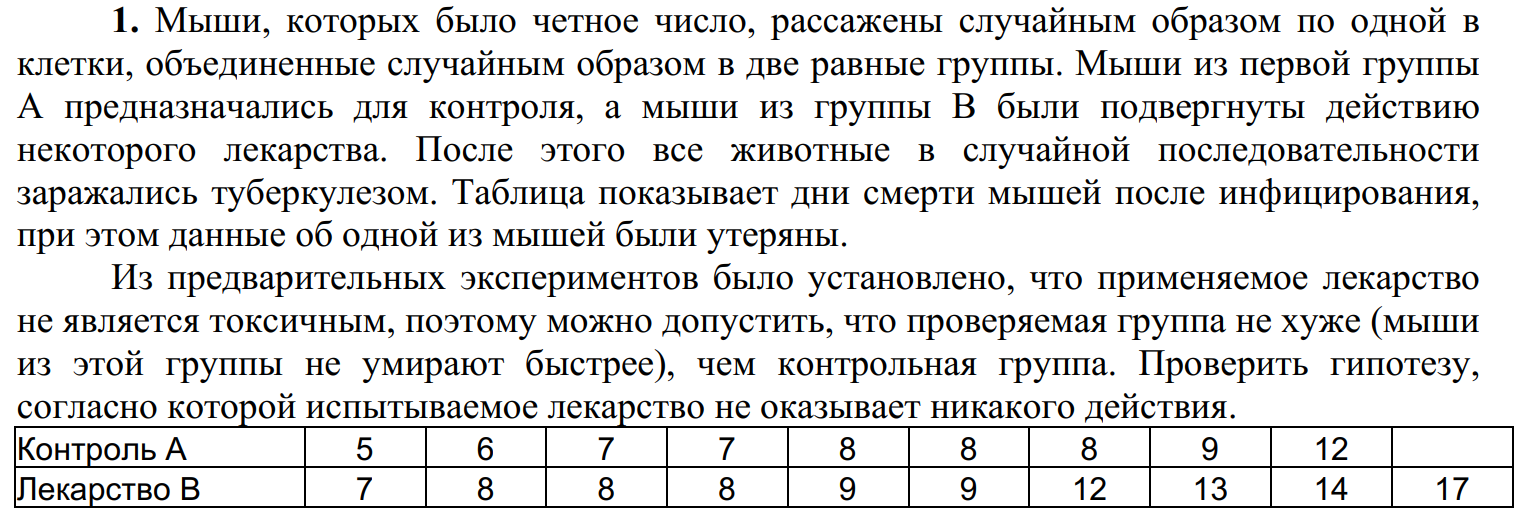 1. Мыши, которых было четное число, рассажены случайным образом по одной в
клетки, объединенные случайным образом в две равные группы. Мыши из первой группы
А предназначались для контроля, а мыши из группы В были подвергнуты действию
некоторого лекарства. После этого все животные в случайной последовательности
заражались туберкулезом. Таблица показывает дни смерти мышей после инфицирования,
при этом данные об одной из мышей были утеряны.
Из предварительных экспериментов было установлено, что применяемое лекарство
не является токсичным, поэтому можно допустить, что проверяемая группа не хуже (мыши
из этой группы не умирают быстрее), чем контрольная группа. Проверить гипотезу,
согласно которой испытываемое лекарство не оказывает никакого действия.
Контроль А 5 6 7 7 8 8 8 9 12
Лекарство В 7 8 8 8 9 9 12 13 14 17